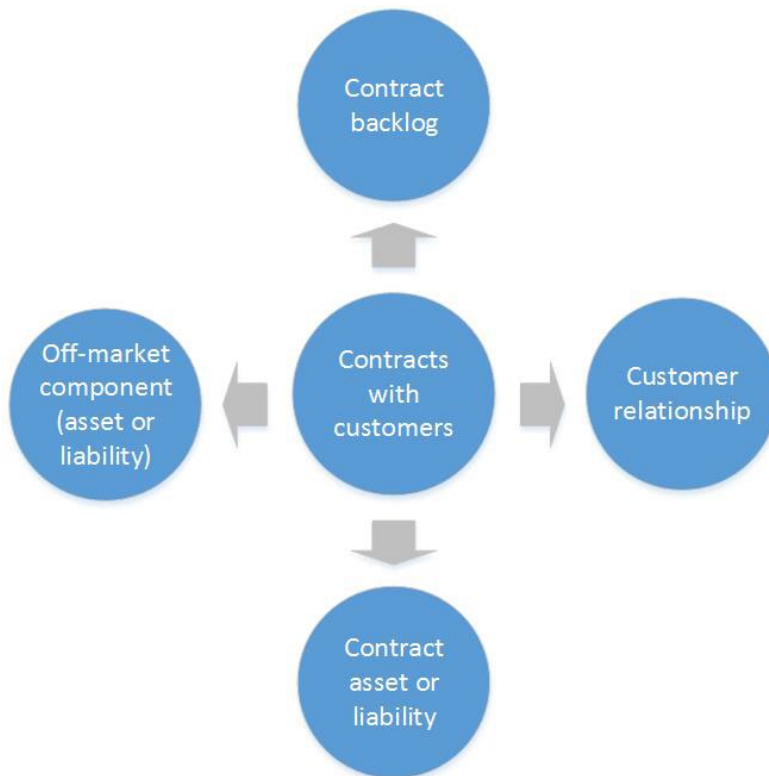 Contract
backlog
Off-market
component
(asset or
liability)
Contracts
with
customers
Customer
relationship
Contract
asset or
liability